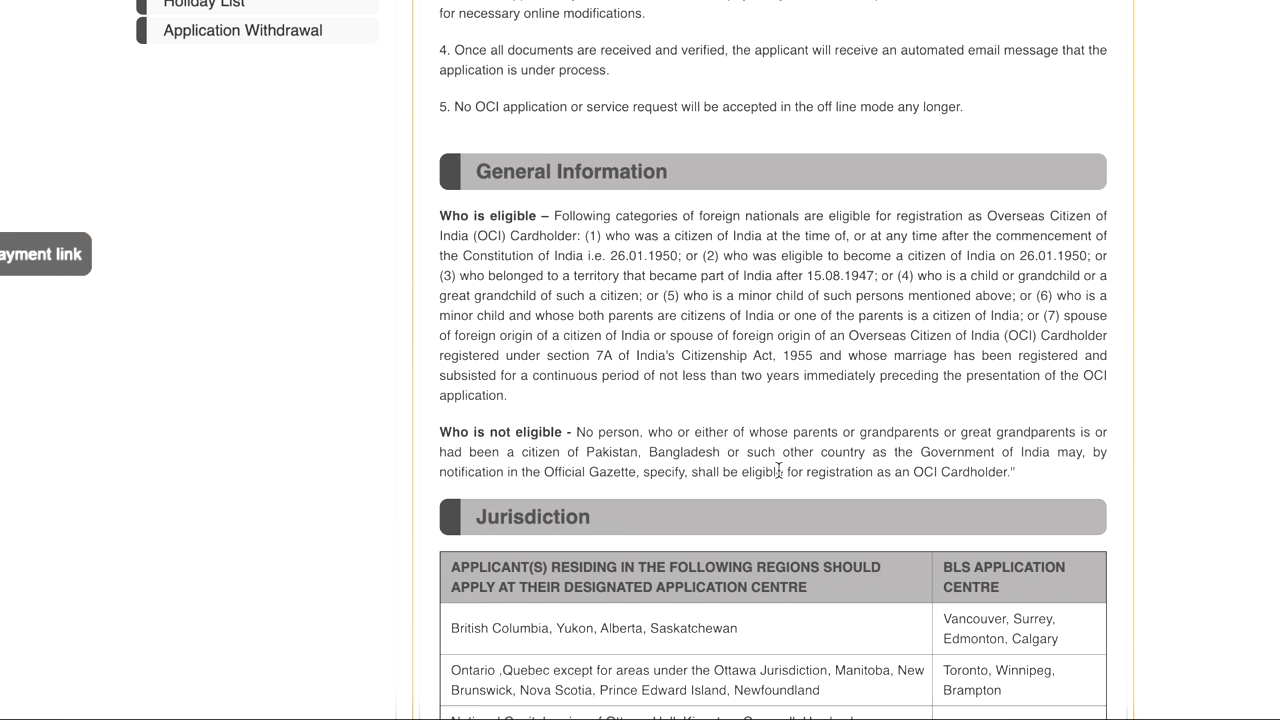 Holiday List
Application Withdrawal
ayment link
for necessary online modifications.
4. Once all documents are received and verified, the applicant will receive an automated email message that the
application is under process.
5. No OCI application or service request will be accepted in the off line mode any longer.
General Information
Who is eligible – Following categories of foreign nationals are eligible for registration as Overseas Citizen of
India (OCI) Cardholder: (1) who was a citizen of India at the time of, or at any time after the commencement of
the Constitution of India i.e. 26.01.1950; or (2) who was eligible to become a citizen of India on 26.01.1950; or
(3) who belonged to a territory that became part of India after 15.08.1947; or (4) who is a child or grandchild or a
great grandchild of such a citizen; or (5) who is a minor child of such persons mentioned above; or (6) who is a
minor child and whose both parents are citizens of India or one of the parents is a citizen of India; or (7) spouse
of foreign origin of a citizen of India or spouse of foreign origin of an Overseas Citizen of India (OCI) Cardholder
registered under section 7A of India's Citizenship Act, 1955 and whose marriage has been registered and
subsisted for a continuous period of not less than two years immediately preceding the presentation of the OCI
application.
Who is not eligible - No person, who or either of whose parents or grandparents or great grandparents is or
had been a citizen of Pakistan, Bangladesh or such other country as the Government of India may, by
notification in the Official Gazette, specify, shall be eligible for registration as an OCI Cardholder."
Jurisdiction
APPLICANT(S) RESIDING IN THE FOLLOWING REGIONS SHOULD
APPLY AT THEIR DESIGNATED APPLICATION CENTRE
BLS APPLICATION
CENTRE
British Columbia, Yukon, Alberta, Saskatchewan
Vancouver, Surrey,
Edmonton, Calgary
Ontario ,Quebec except for areas under the Ottawa Jurisdiction, Manitoba, New
Brunswick, Nova Scotia, Prince Edward Island, Newfoundland
Toronto, Winnipeg,
Brampton